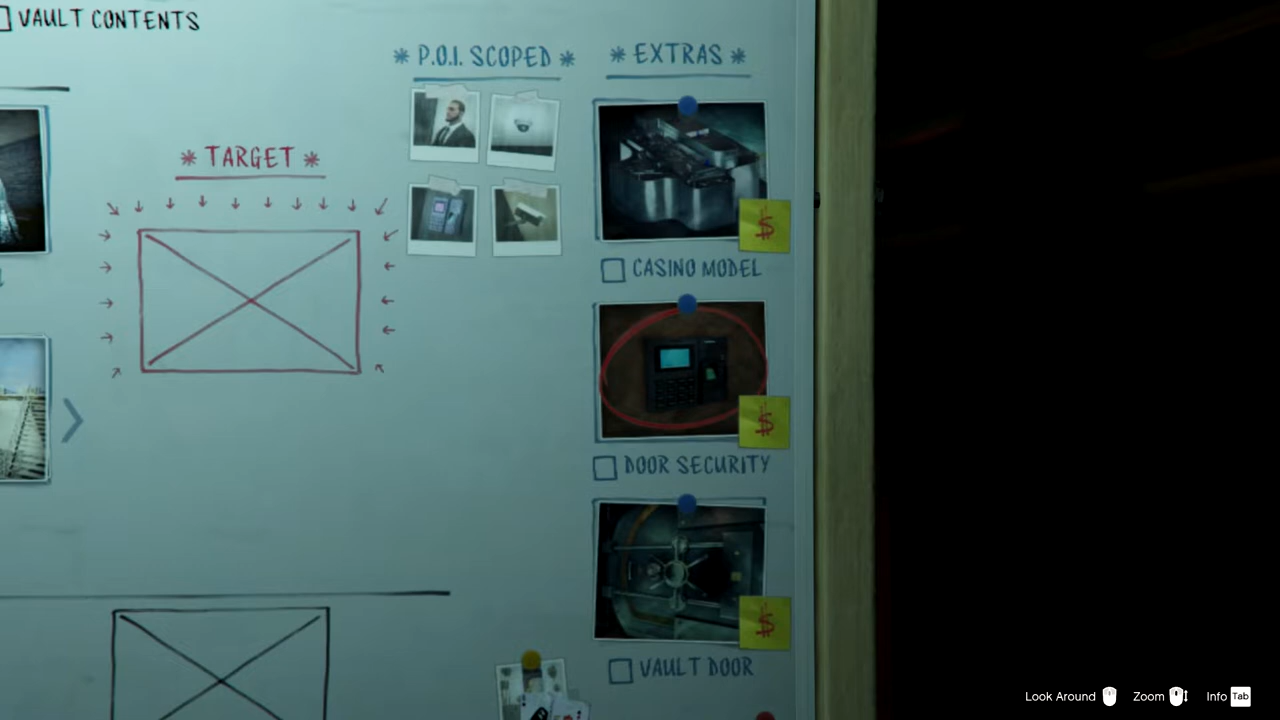 VAULT CONTENTS
* P.O.I. SCOPED *
* EXTRAS *
* TARGET *
$
CASINO MODEL
$
DOOR SECURITY
$
VAULT DOOR
Look Around
Zoom
Info Tab